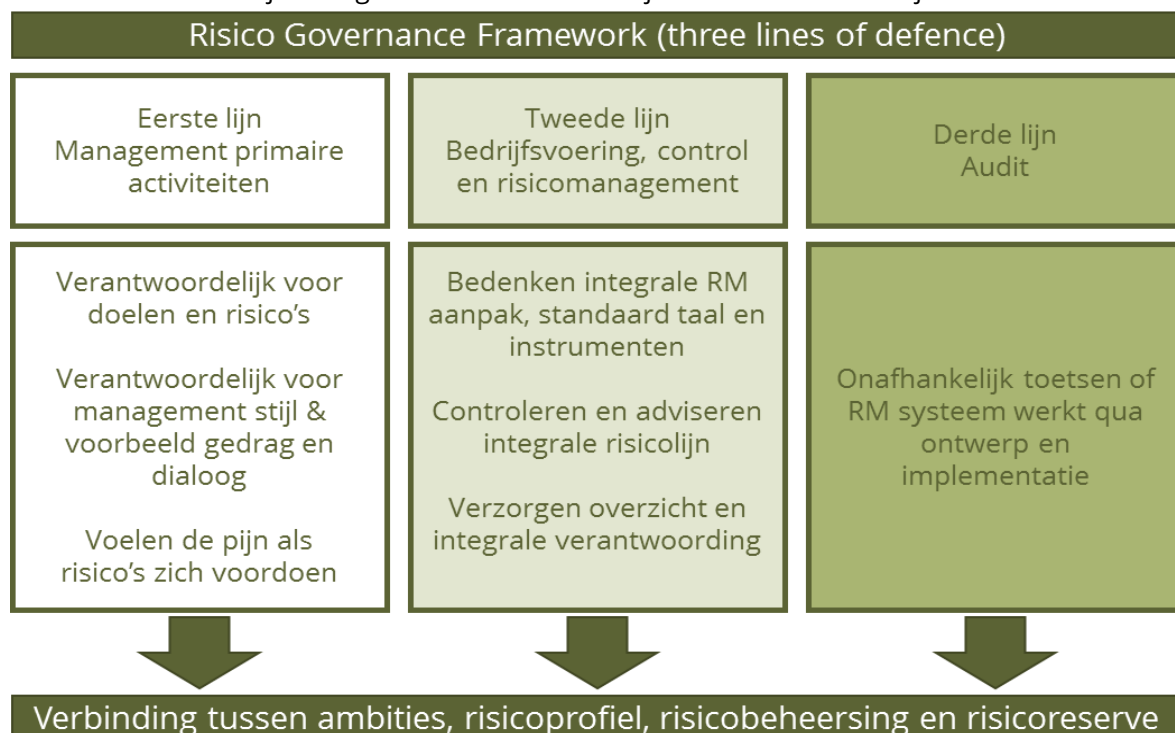 Risico Governance Framework (three lines of defence)
Eerste lijn
Management primaire
activiteiten
Tweede lijn
Bedrijfsvoering, control
en risicomanagement
Derde lijn
Audit
Verantwoordelijk voor
doelen en risico's
Verantwoordelijk voor
management stijl &
voorbeeld gedrag en
dialoog
Voelen de pijn als
risico's zich voordoen
Bedenken integrale RM
aanpak, standaard taal en
instrumenten
Controleren en adviseren
integrale risicolijn
Verzorgen overzicht en
integrale verantwoording
Onafhankelijk toetsen of
RM systeem werkt qua
ontwerp en
implementatie
Verbinding tussen ambities, risicoprofiel, risicobeheersing en risicoreserve